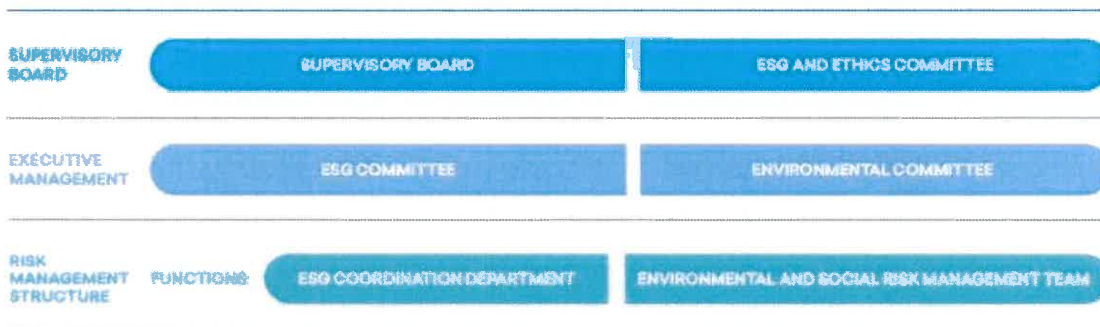 SUPERVISORY
BOARD
SUPERVISORY BOARD
ESG AND ETHICS COMMITTEE
EXECUTIVE
MANAGEMENT
ESG COMMITTEE
ENVIRONMENTAL COMMITTEE
RISK
MANAGEMENT
STRUCTURE
FUNCTIONS
ESG COORDINATION DEPARTMENT
ENVIRONMENTAL AND SOCIAL RISK MANAGEMENT TEAM